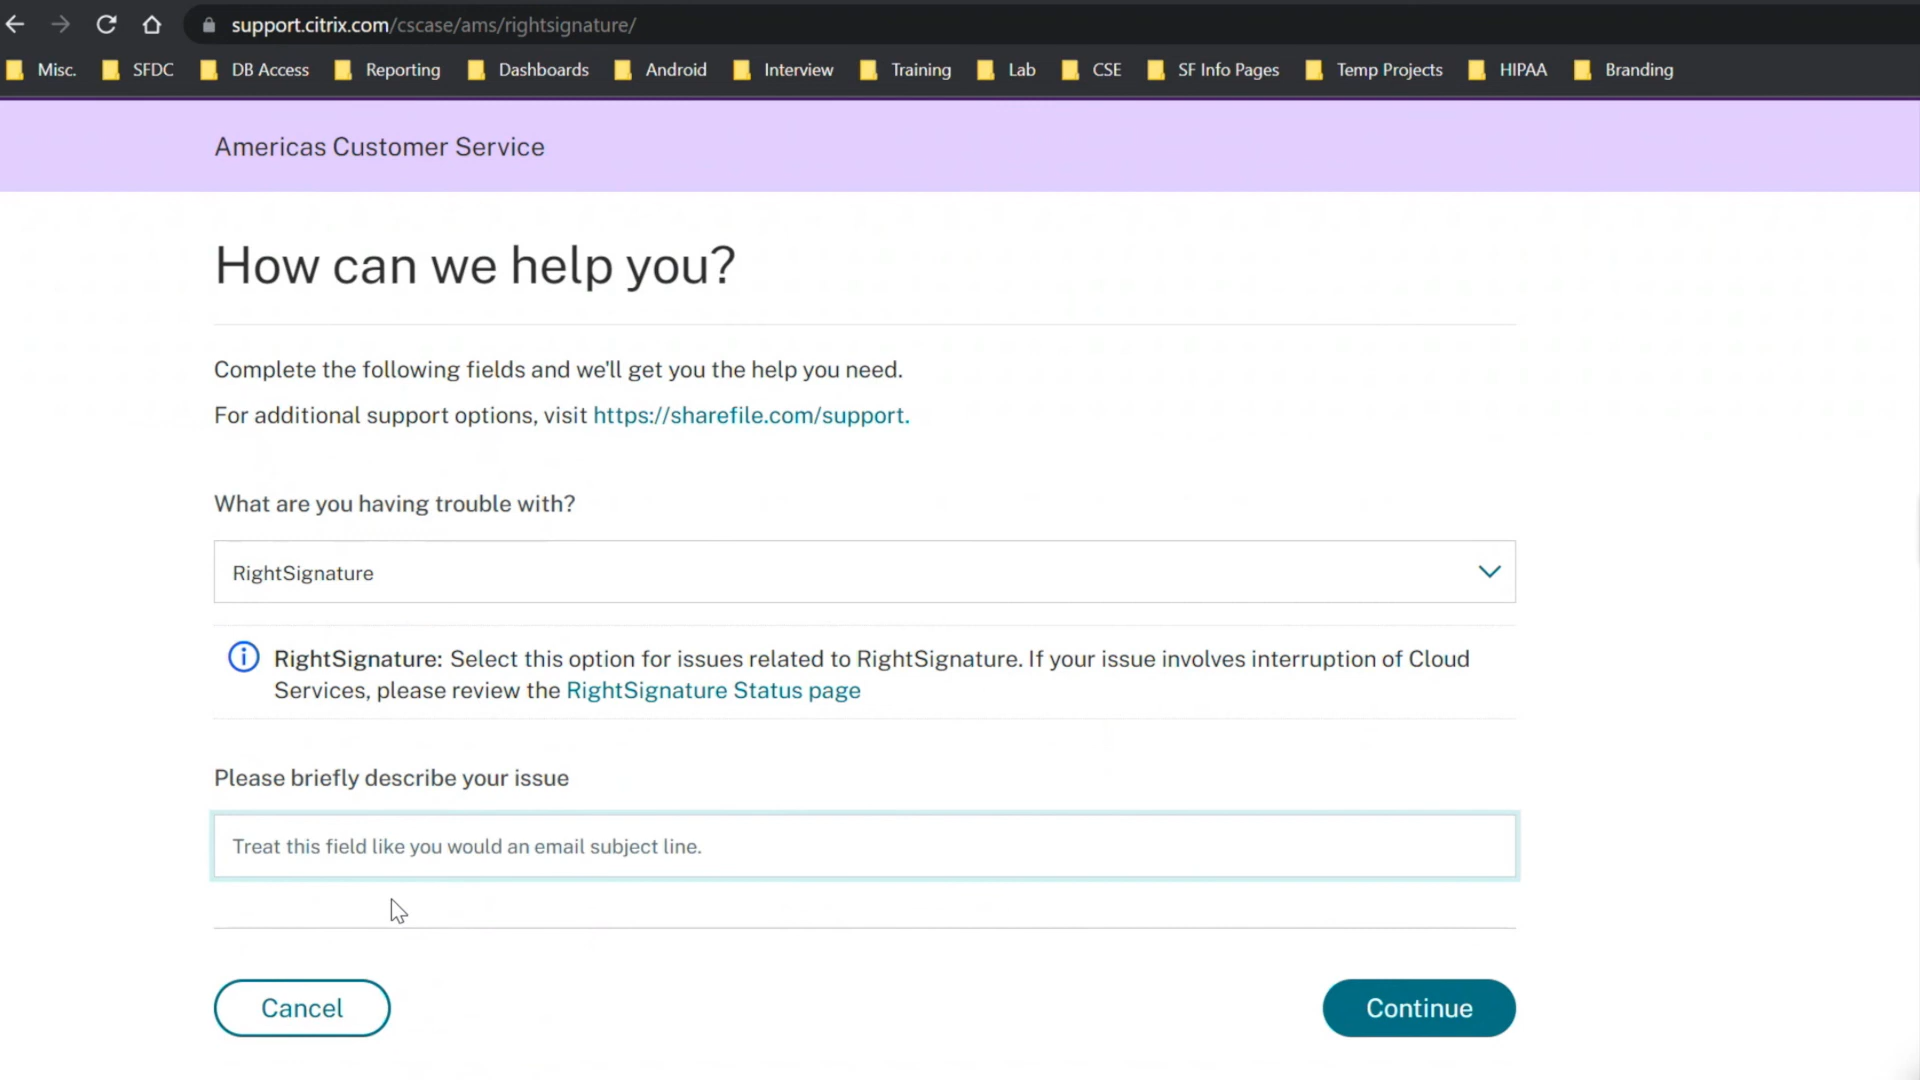 support.citrix.com/cscase/ams/rightsignature/
Misc. SFDC DB Access Reporting Dashboards Android Interview Training Lab CSE SF Info Pages Temp Projects HIPAA Branding
Americas Customer Service
How can we help you?
Complete the following fields and we'll get you the help you need.
For additional support options, visit https://sharefile.com/support.
What are you having trouble with?
RightSignature
RightSignature: Select this option for issues related to RightSignature. If your issue involves interruption of Cloud
Services, please review the RightSignature Status page
Please briefly describe your issue
Treat this field like you would an email subject line.
Cancel Continue